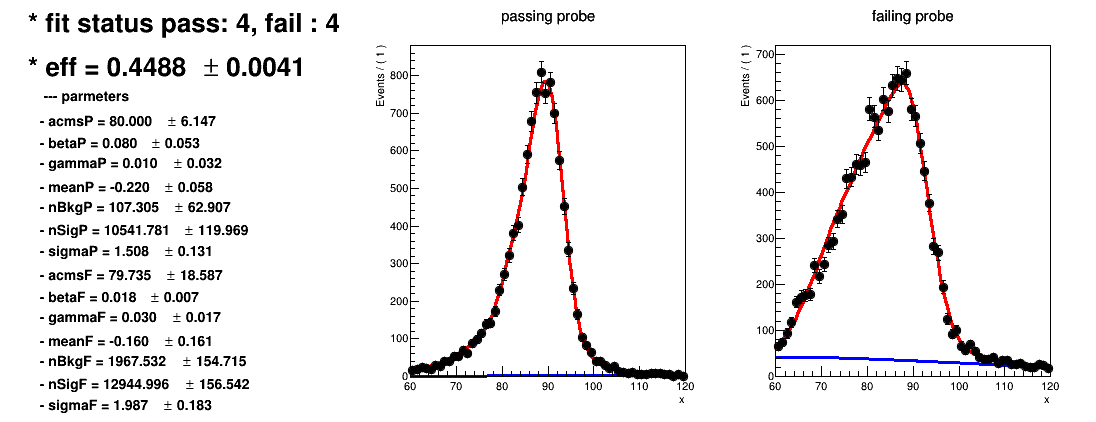 * fit status pass: 4, fail : 4
* eff = 0.4488 ± 0.0041
--- parmeters
- acmsP = 80.000 ± 6.147
- betaP = 0.080 ± 0.053
- gammaP = 0.010 ± 0.032
- meanP = -0.220 ± 0.058
- nBkgP = 107.305 ± 62.907
- nSigP = 10541.781 ± 119.969
- sigmaP = 1.508 ± 0.131
- acmsF = 79.735 ± 18.587
- betaF = 0.018 ± 0.007
- gammaF = 0.030 ± 0.017
- meanF = -0.160 ± 0.161
- nBkgF = 1967.532 ± 154.715
- nSigF = 12944.996 ± 156.542
- sigmaF = 1.987 ± 0.183
passing probe
Events / ( 1 )
800
700
600
500
400
300
200
100
0
60 70 80 90 100 110 120
x
failing probe
Events / ( 1 )
700
600
500
400
300
200
100
0
60 70 80 90 100 110 120
x